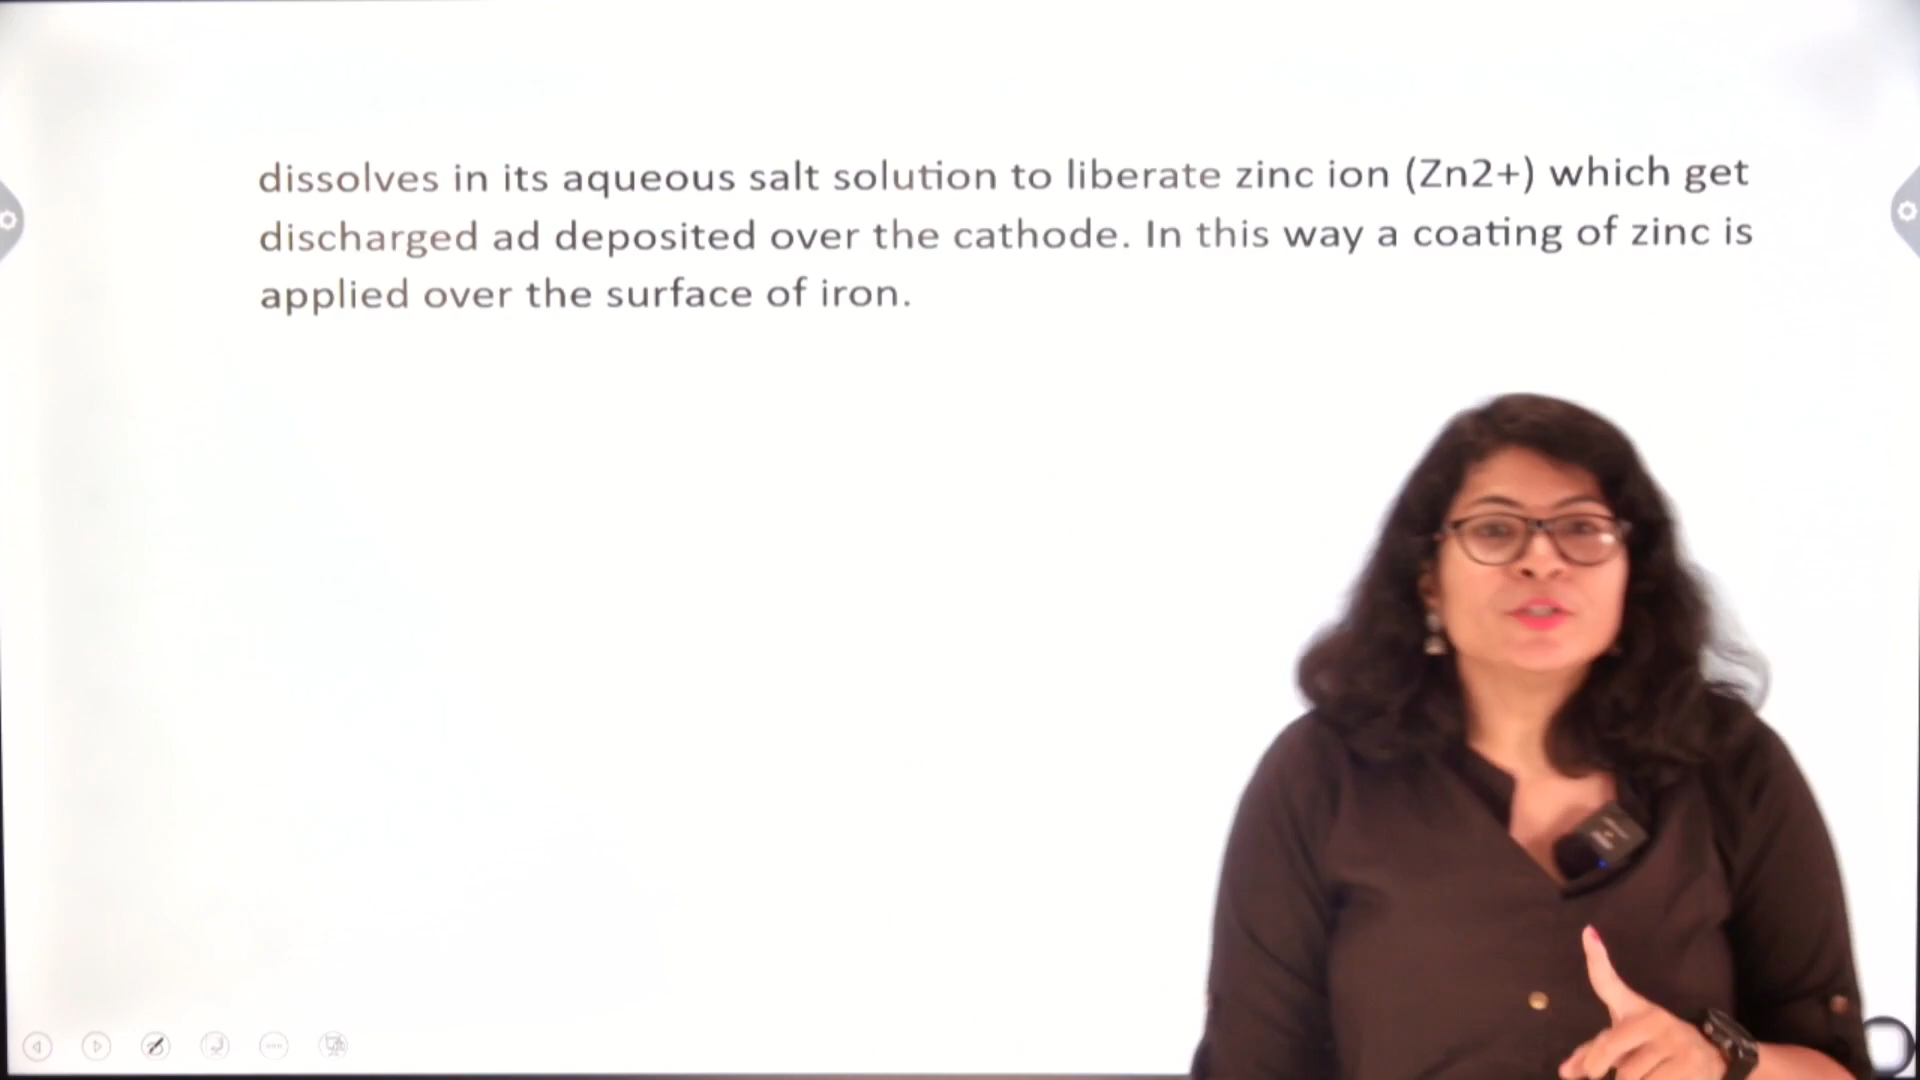 dissolves in its aqueous salt solution to liberate zinc ion (Zn2+) which get
discharged ad deposited over the cathode. In this way a coating of zinc is
applied over the surface of iron.